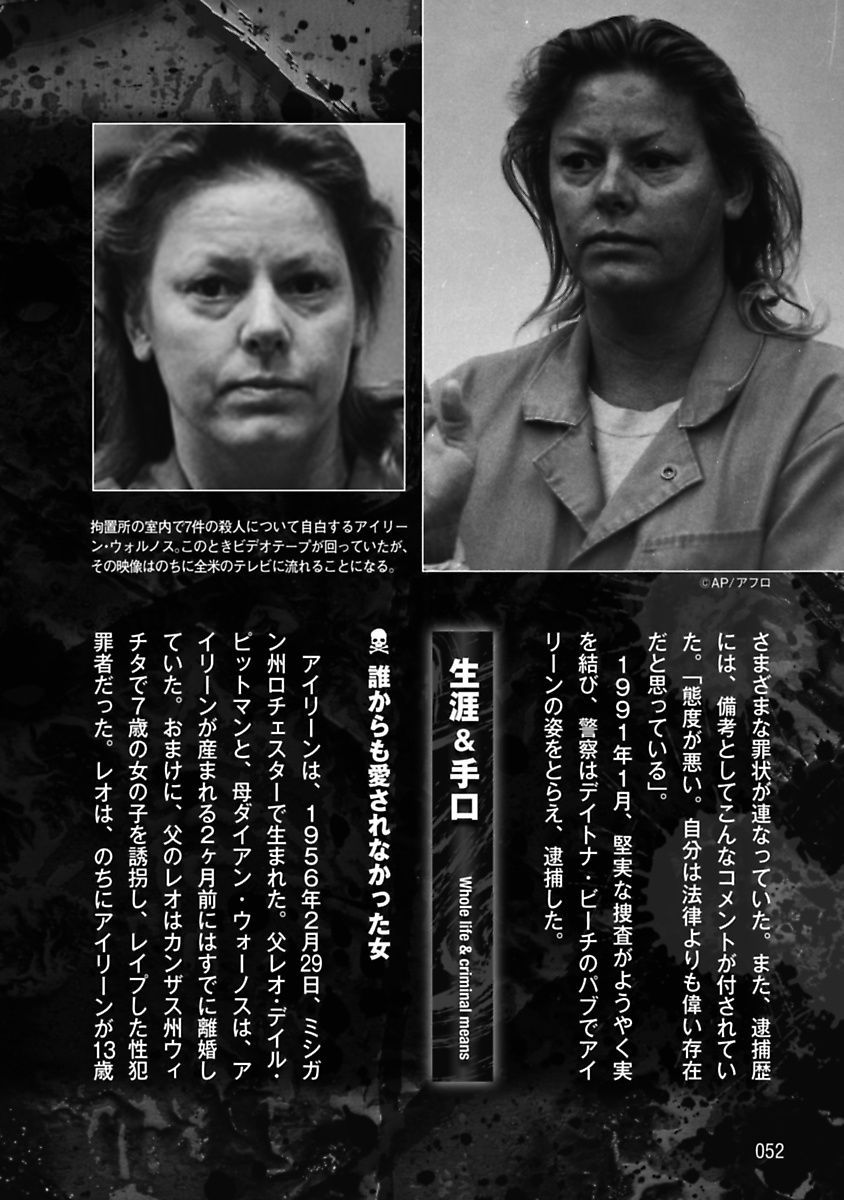 拘置所の室内で7件の殺人について自白するアイリー
ン・ウォルノス。このときビデオテープが回っていたが、
その映像はのちに全米のテレビに流れることになる。
©AP/アフロ
さまざまな罪状が連なっていた。また、逮捕歴
には、備考としてこんなコメントが付されてい
た。「態度が悪い。自分は法律よりも偉い存在
だと思っている」。
1991年1月、堅実な捜査がようやく実
を結び、警察はデイトナ・ビーチのパブでアイ
リーンの姿をとらえ、逮捕した。
生涯&手口 Whole life & criminal means
誰からも愛されなかった女
アイリーンは、1956年2月29日、ミシガ
ン州ロチェスターで生まれた。父レオ・デイル・
ピットマンと、母ダイアン・ウォーノスは、ア
イリーンが産まれる2ヶ月前にはすでに離婚し
ていた。おまけに、父のレオはカンザス州ウィ
チタで7歳の女の子を誘拐し、レイプした性犯
罪者だった。レオは、のちにアイリーンが13歳
052